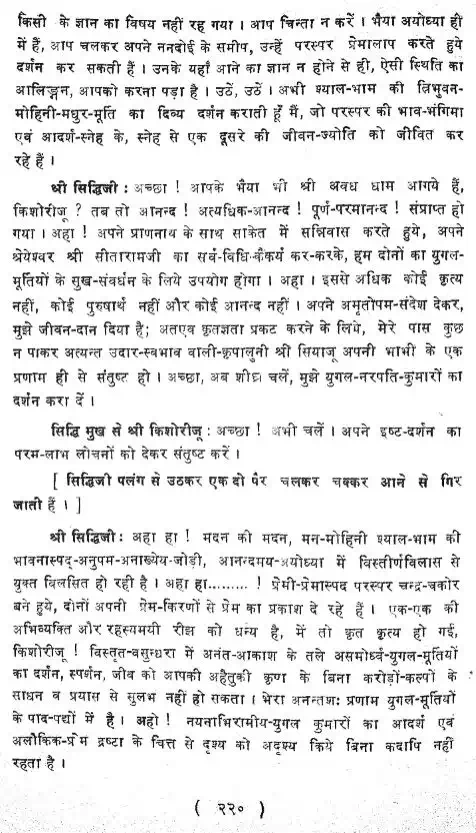 किसी के ज्ञान का विषय नहीं रह गया । आप चिन्ता न करें । भैया अयोध्या ही
में हैं, आप चलकर अपने ननदोई के समीप, उन्हें परस्पर प्रेमालाप करते हुये
दर्शन कर सकती हैं । उनके यहाँ आने का ज्ञान न होने से ही, ऐसी स्थिति का
आलिङ्गन, आपको करना पड़ा है । उठें, उठें । अभी श्याल-भाम की त्रिभुवन-
मोहिनी-मधुर-मूर्ति का दिव्य दर्शन कराती हूँ मैं, जो परस्पर की भाव-भंगिमा
एवं आदर्श-स्नेह के, स्नेह से एक दूसरे की जीवन-ज्योति को जीवित कर
रहे हैं ।
श्री सिद्धिजी : अच्छा ! आपके भैया भी श्री अवध धाम आगये हैं,
किशोरीजू ? तब तो आनन्द ! अत्यधिक-आनन्द ! पूर्ण-परमानन्द ! संप्राप्त हो
गया । अहा ! अपने प्राणनाथ के साथ साकेत में सन्निवास करते हुये, अपने
श्रेयेश्वर श्री सीतारामजी का सर्व-विधि-कैंकर्य कर-करके, हम दोनों का युगल-
मूर्तियों के सुख-संवर्धन के लिये उपयोग होगा । अहा । इससे अधिक कोई कृत्य
नहीं, कोई पुरुषार्थ नहीं और कोई आनन्द नहीं । अपने अमृतोपम-संदेश देकर,
मुझे जीवन-दान दिया है; अतएव कृतज्ञता प्रकट करने के लिये, मेरे पास कुछ
न पाकर अत्यन्त उदार-स्वभाव वाली-कृपालुनी श्री सियाजू अपनी भाभी के एक
प्रणाम ही से संतुष्ट हो । अच्छा, अब शीघ्र चलें, मुझे युगल-नरपति-कुमारों का
दर्शन करा दें ।
सिद्धि मुख से श्री किशोरीजू : अच्छा ! अभी चलें । अपने इष्ट-दर्शन का
परम-लाभ लोचनों को देकर संतुष्ट करें ।
[ सिद्धिजी पलंग से उठकर एक दो पैर चलकर चक्कर आने से गिर
जाती हैं । ]
श्री सिद्धिजी : अहा हा ! मदन की मदन, मन-मोहिनी श्याल-भाम की
भावनास्पद-अनुपम-अनाख्येय-जोड़ी, आनन्दमय-अयोध्या में विस्तीर्णविलास से
युक्त विलसित हो रही है । अहा हा......... ! प्रेमी-प्रेमास्पद परस्पर चन्द्र-चकोर
बने हुये, दोनों अपनी प्रेम-किरणों से प्रेम का प्रकाश दे रहे हैं । एक-एक की
अभिव्यक्ति और रहस्यमयी रीझ को धन्य है, मैं तो कृत कृत्य हो गई,
किशोरीजू ! विस्तृत-वसुन्धरा में अनंत-आकाश के तले असमोर्ध्व-युगल-मूर्तियों
का दर्शन, स्पर्शन, जीव को आपकी अहैतुकी कृपा के बिना करोड़ों-कल्पों के
साधन व प्रयास से सुलभ नहीं हो सकता । मेरा अनन्तशः प्रणाम युगल-मूर्तियों
के पाद-पद्मों में है । अहो ! नयनाभिरामीय-युगल कुमारों का आदर्श एवं
अलौकिक-प्रेम द्रष्टा के चित्त से दृश्य को अदृश्य किये बिना कदापि नहीं
रहता है ।
( २२० )